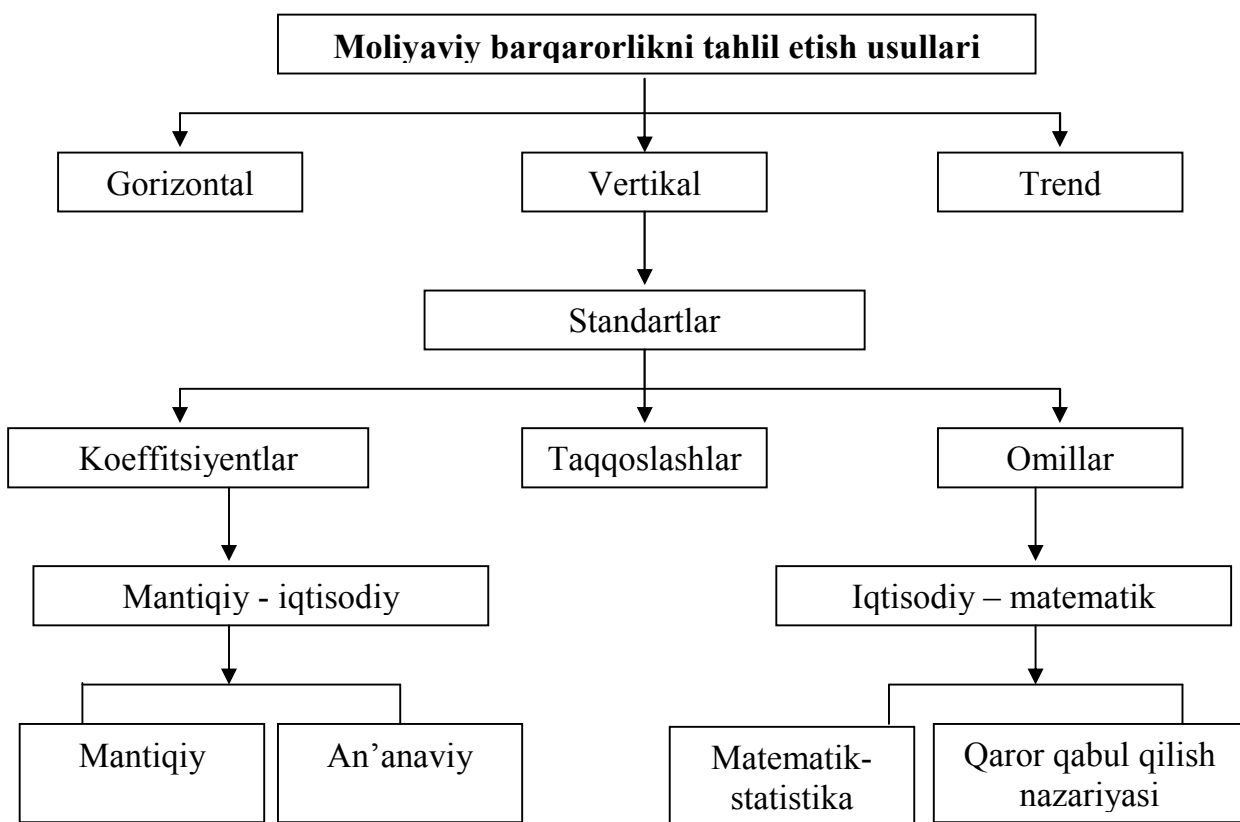 Moliyaviy barqarorlikni tahlil etish usullari
Gorizontal
Vertikal
Trend
Standartlar
Koeffitsiyentlar
Taqqoslashlar
Omillar
Mantiqiy - iqtisodiy
Iqtisodiy – matematik
Mantiqiy
An’anaviy
Matematik-
statistika
Qaror qabul qilish
nazariyasi